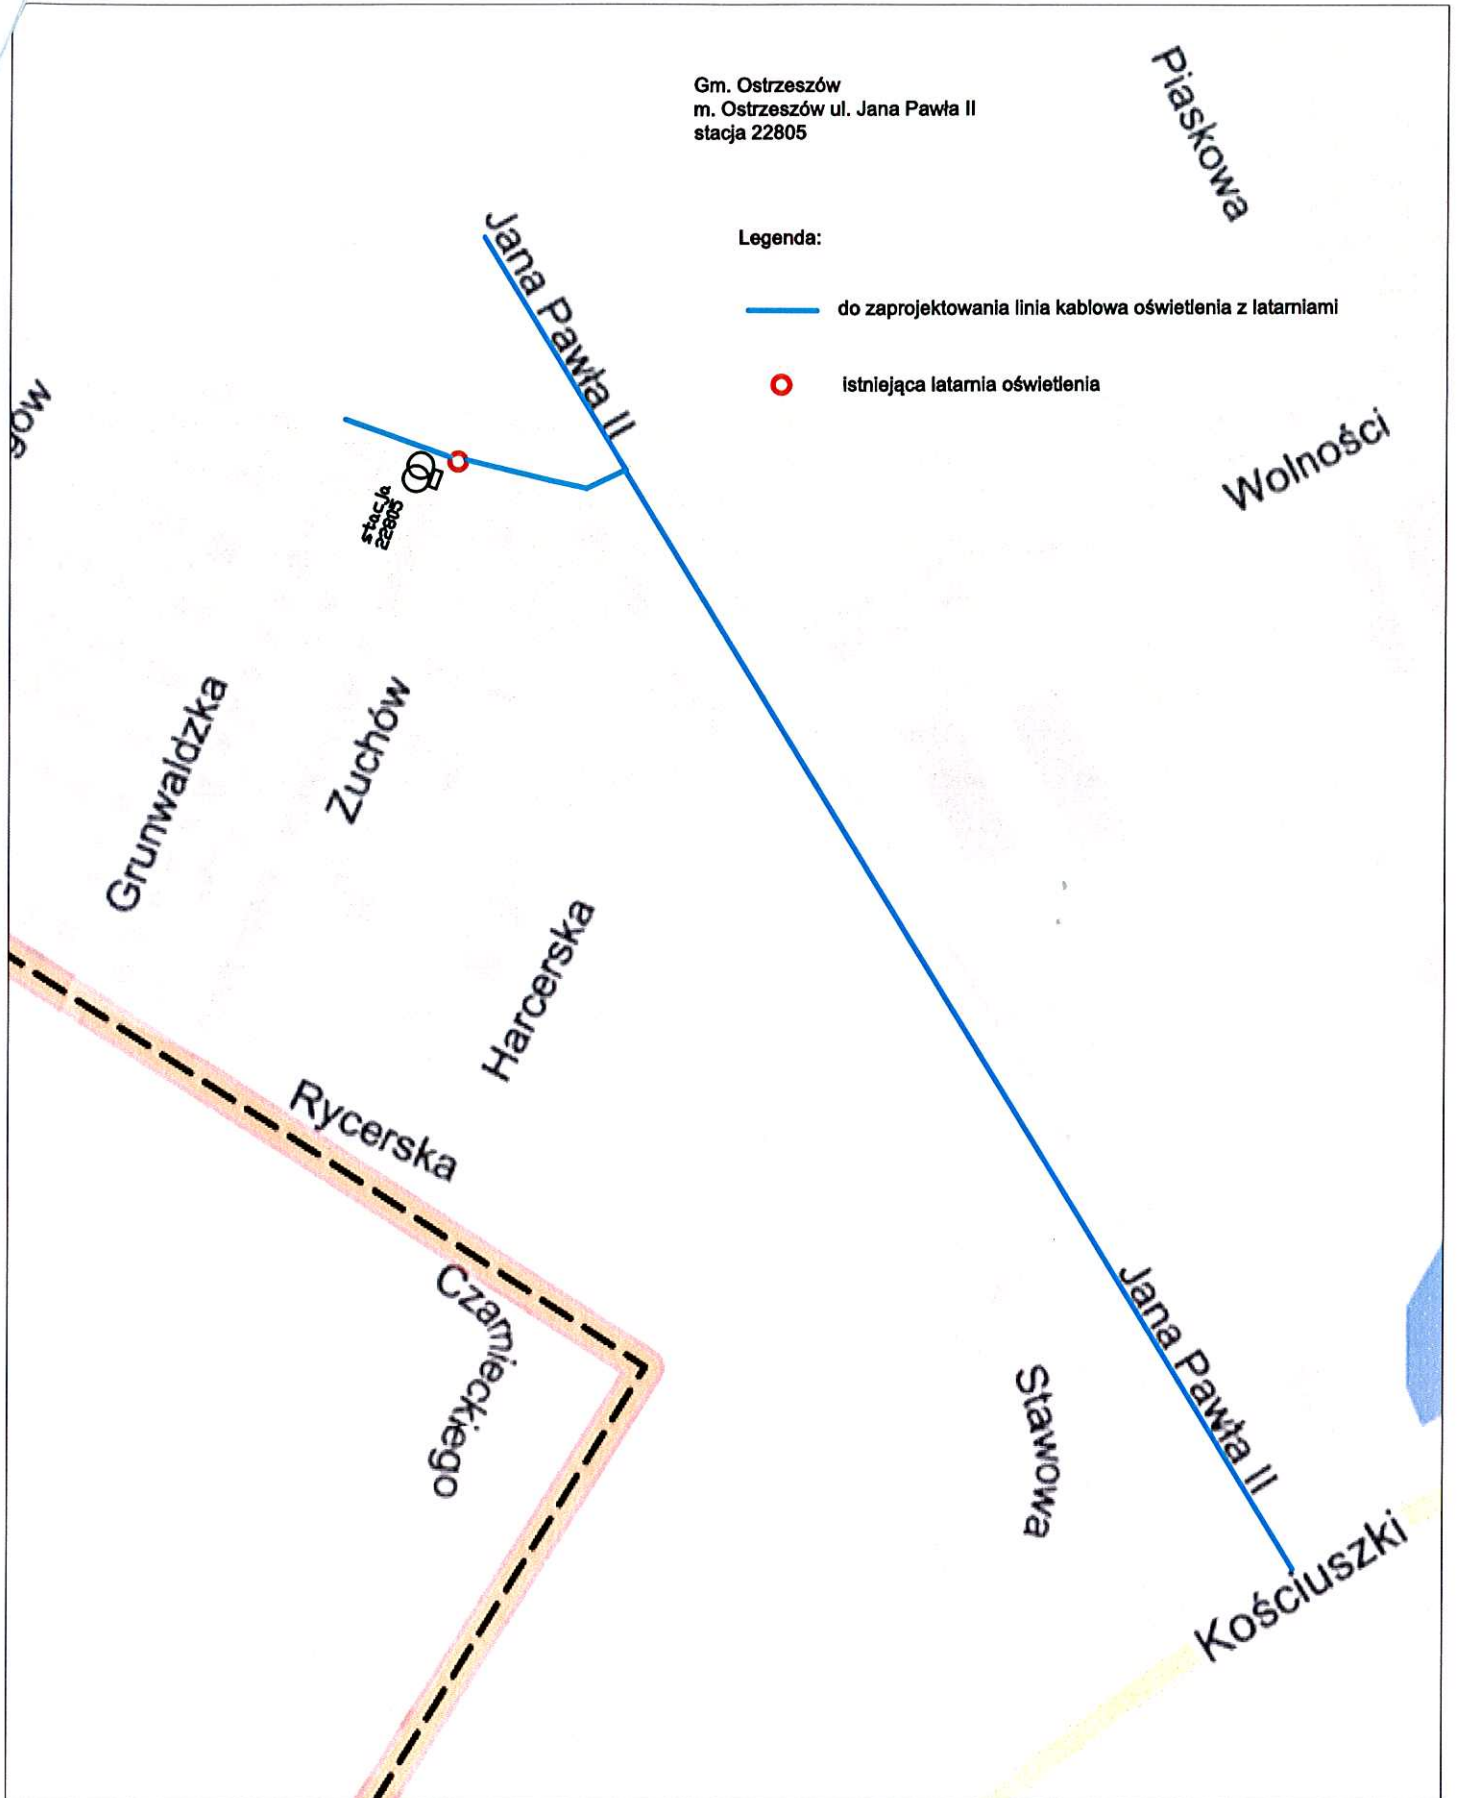 Piaskowa
Gm. Ostrzeszów
m. Ostrzeszów ul. Jana Pawła II
stacja 22805
Jana Pawła II
Legenda:
do zaprojektowania linia kablowa oświetlenia z latarniami
istniejąca latarnia oświetlenia
gów
Wolności
stacja
22805
Grunwaldzka
Zuchów
Harcerska
Rycerska
Czarnieckiego
Jana Pawła II
Stawowa
Kościuszki